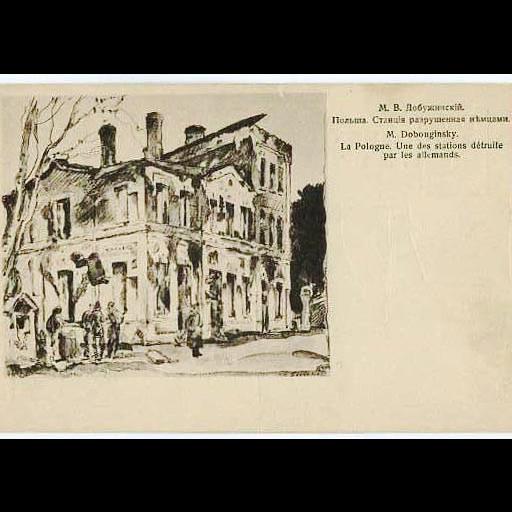 М. В. Добужинскій.
Польша. Станція разрушенная нѣмцами.
M. Dobouginsky.
La Pologne. Une des stations détruite
par les allemands.